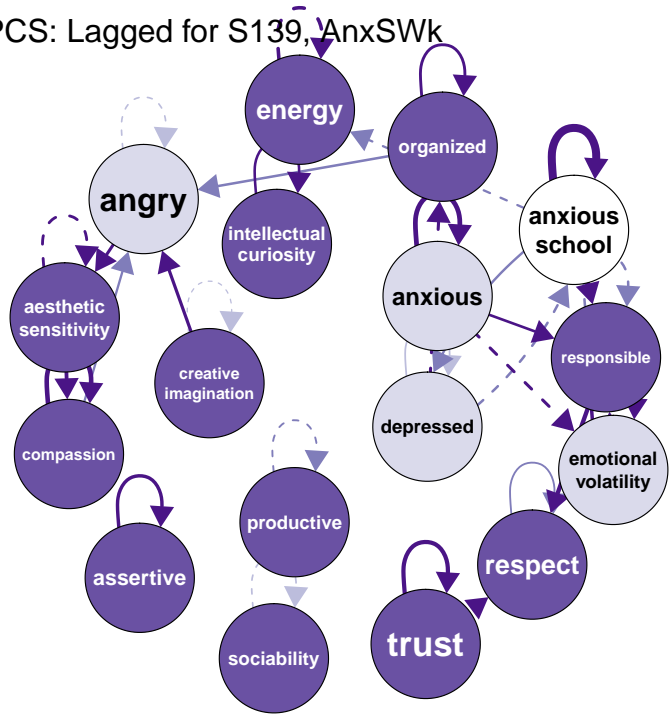 PCS: Lagged for S139, AnxSWk
energy
organized
angry
anxious
school
intellectual
curiosity
anxious
aesthetic
sensitivity
responsible
creative
imagination
depressed
compassion
emotional
volatility
productive
respect
assertive
trust
sociability